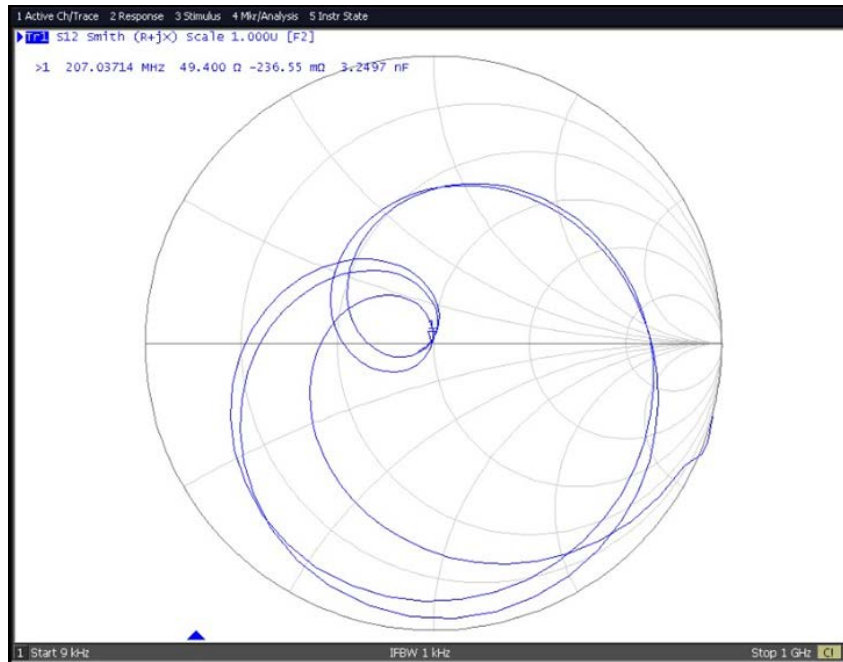 1 Active Ch/Trace 2 Response 3 Stimulus 4 Mkr/Analysis 5 Instr State
Tr1 S12 Smith (R+jX) Scale 1.000U [F2]
>1 207.03714 MHz 49.400 Ω -236.55 mΩ 3.2497 nF
1
1 Start 9 kHz IFBW 1 kHz Stop 1 GHz C!